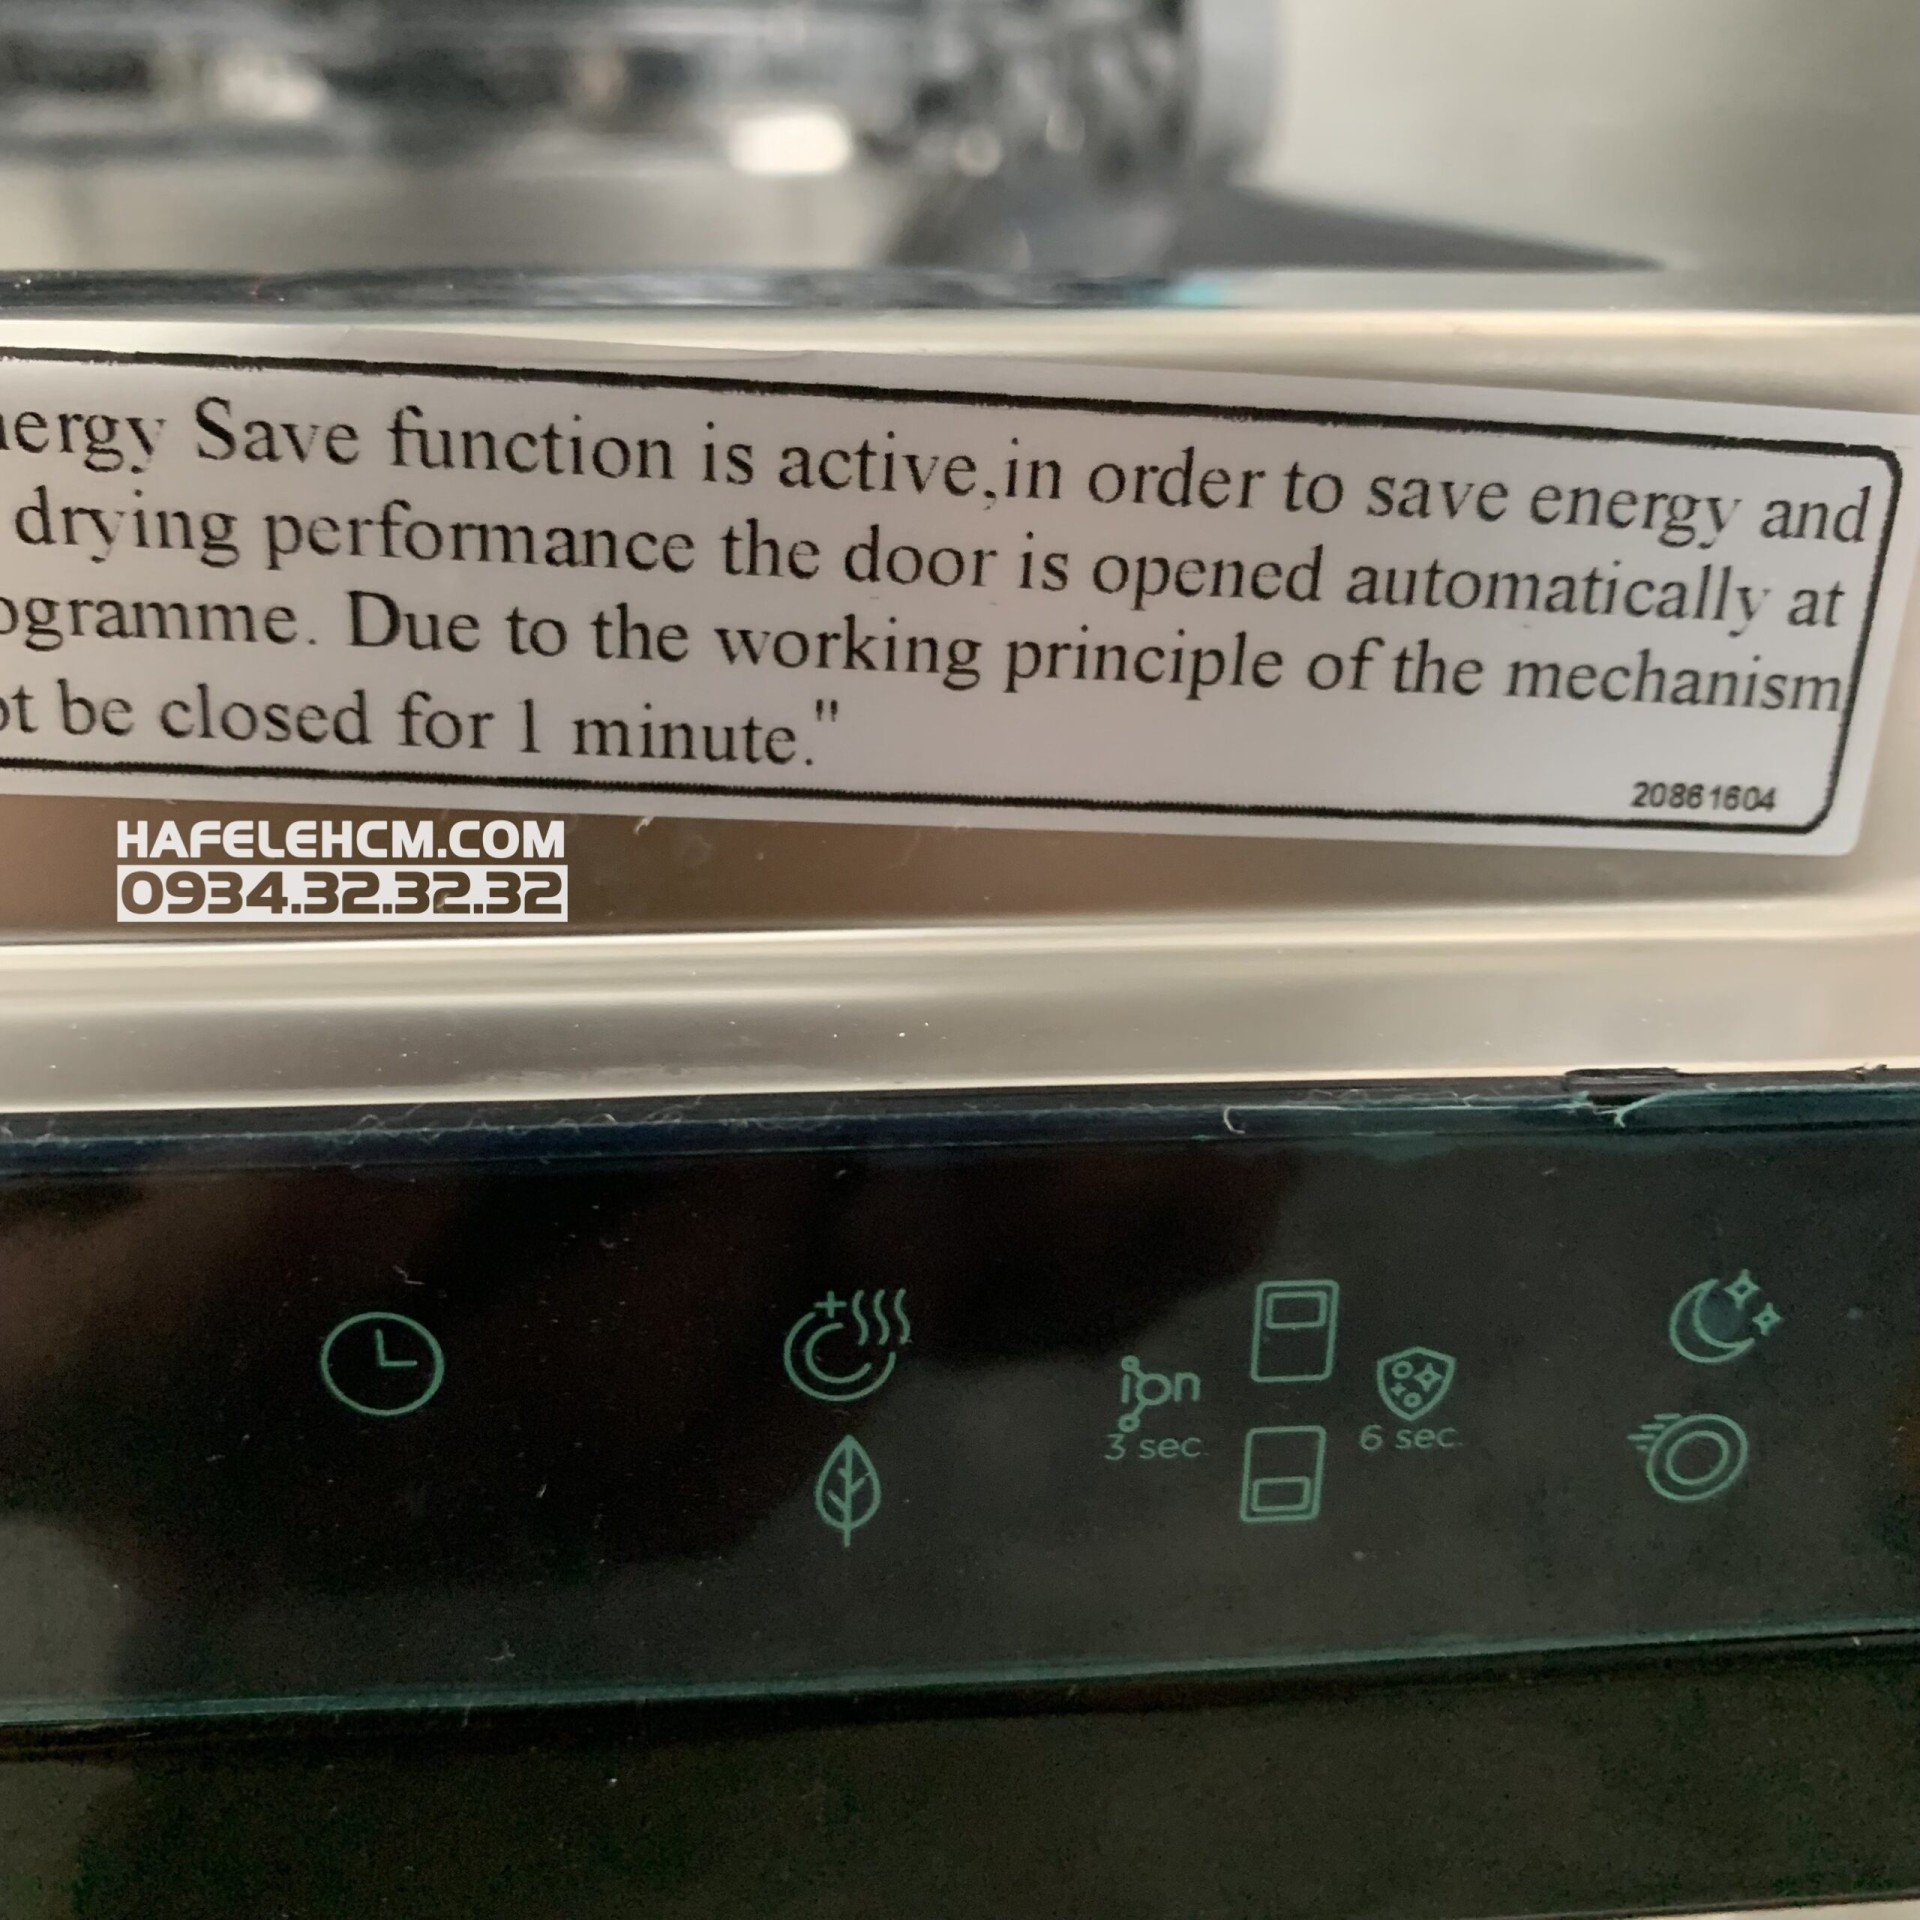 nergy Save function is active,in order to save energy and
drying performance the door is opened automatically at
ogramme. Due to the working principle of the mechanism
ot be closed for 1 minute."
20861604
HAFELEHCM.COM
0934.32.32.32
ion
3 sec.
6 sec.